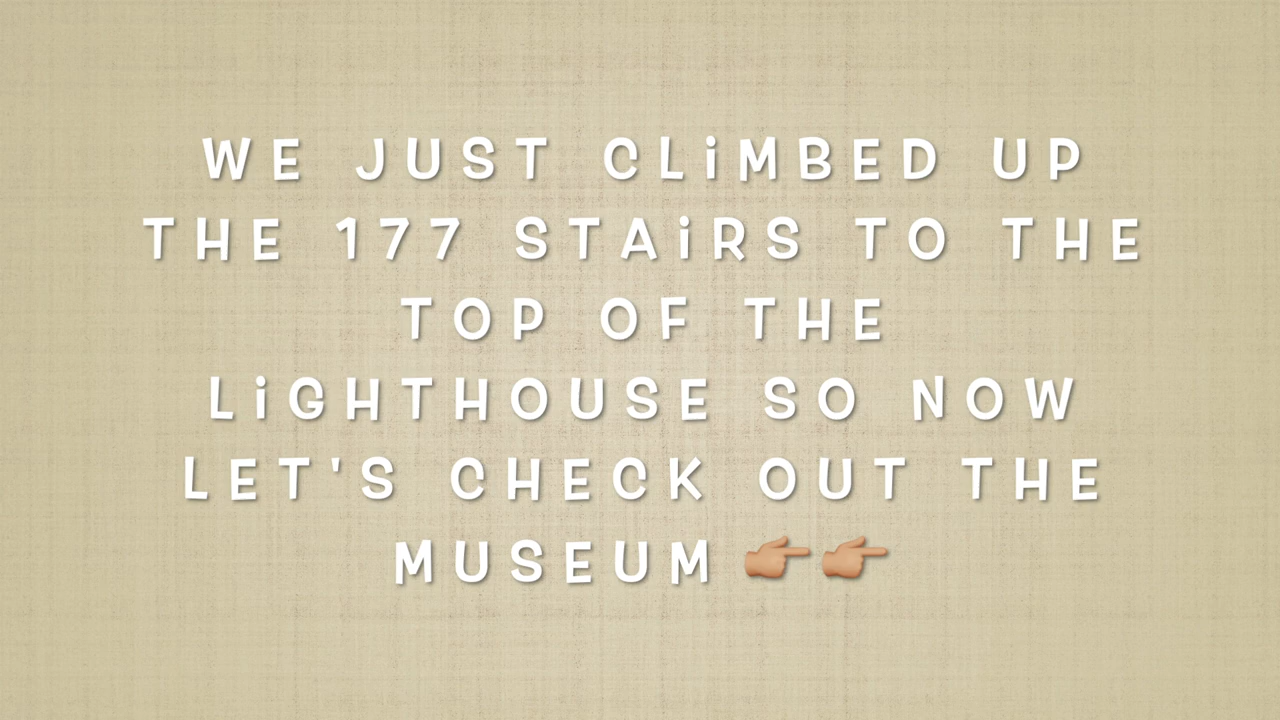 WE JUST CLiMBED UP
THE 177 STAiRS TO THE
TOP OF THE
LiGHTHOUSE SO NOW
LET'S CHECK OUT THE
MUSEUM 👉🏼👉🏼